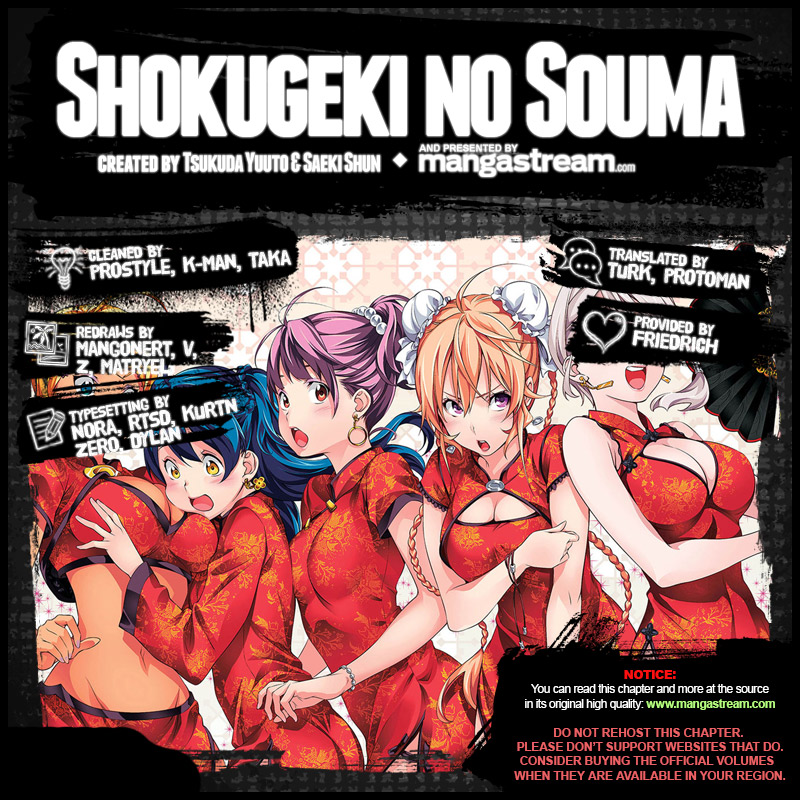 SHOKUGEKI NO SOUMA
CREATED BY TSUKUDA YUUTO & SAEKI SHUN ◆ AND PRESENTED BY mangastream.com
CLEANED BY
PROSTYLE, K-MAN, TAKA
TRANSLATED BY
TURK, PROTOMAN
REDRAWS BY
MANGONERT, V,
Z, MATRYEL
PROVIDED BY
FRIEDRICH
TYPESETTING BY
NORA, RTSD, KURTN
ZERO, DYLAN
NOTICE:
You can read this chapter and more at the source
in its original high quality: www.mangastream.com
DO NOT REHOST THIS CHAPTER.
PLEASE DON'T SUPPORT WEBSITES THAT DO.
CONSIDER BUYING THE OFFICIAL VOLUMES
WHEN THEY ARE AVAILABLE IN YOUR REGION.